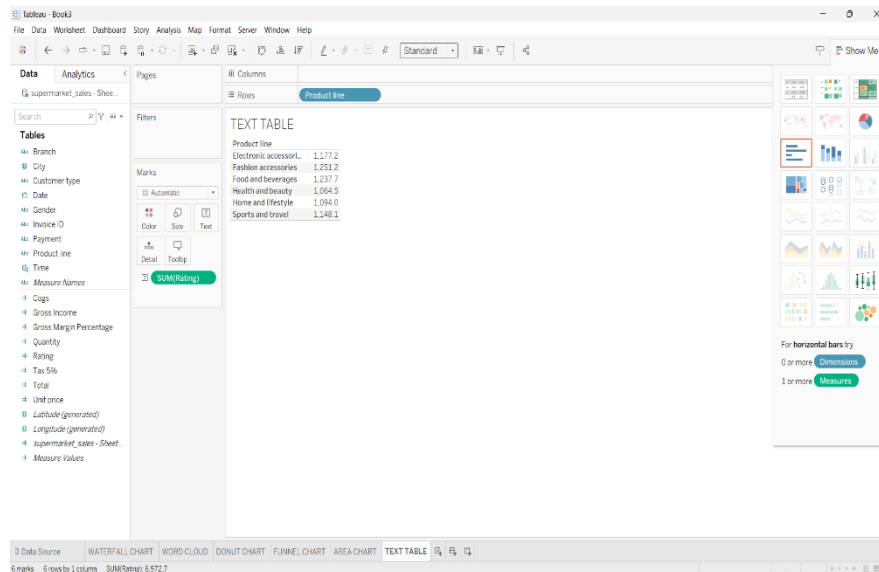 Tableau - Book3
File Data Worksheet Dashboard Story Analysis Map Format Server Window Help
Standard
Show Me
Data Analytics
supermarket_sales - Shee...
Search
Tables
Abc Branch
City
Abc Customer type
Date
Abc Gender
Abc Invoice ID
Abc Payment
Abc Product line
Time
Abc Measure Names
Cogs
Gross Income
Gross Margin Percentage
Quantity
Rating
Tax 5%
Total
Unit price
Latitude (generated)
Longitude (generated)
supermarket_sales - Sheet...
Measure Values
Pages
Filters
Marks
Automatic
Color Size Text
Detail Tooltip
SUM(Rating)
Columns
Rows Product line
TEXT TABLE
Product line
Electronic accessori.. 1,177.2
Fashion accessories 1,251.2
Food and beverages 1,237.7
Health and beauty 1,064.5
Home and lifestyle 1,094.0
Sports and travel 1,148.1
For horizontal bars try
0 or more Dimensions
1 or more Measures
Data Source WATERFALL CHART WORD CLOUD DONUT CHART FUNNEL CHART AREA CHART TEXT TABLE
6 marks 6 rows by 1 column SUM(Rating): 6,972.7